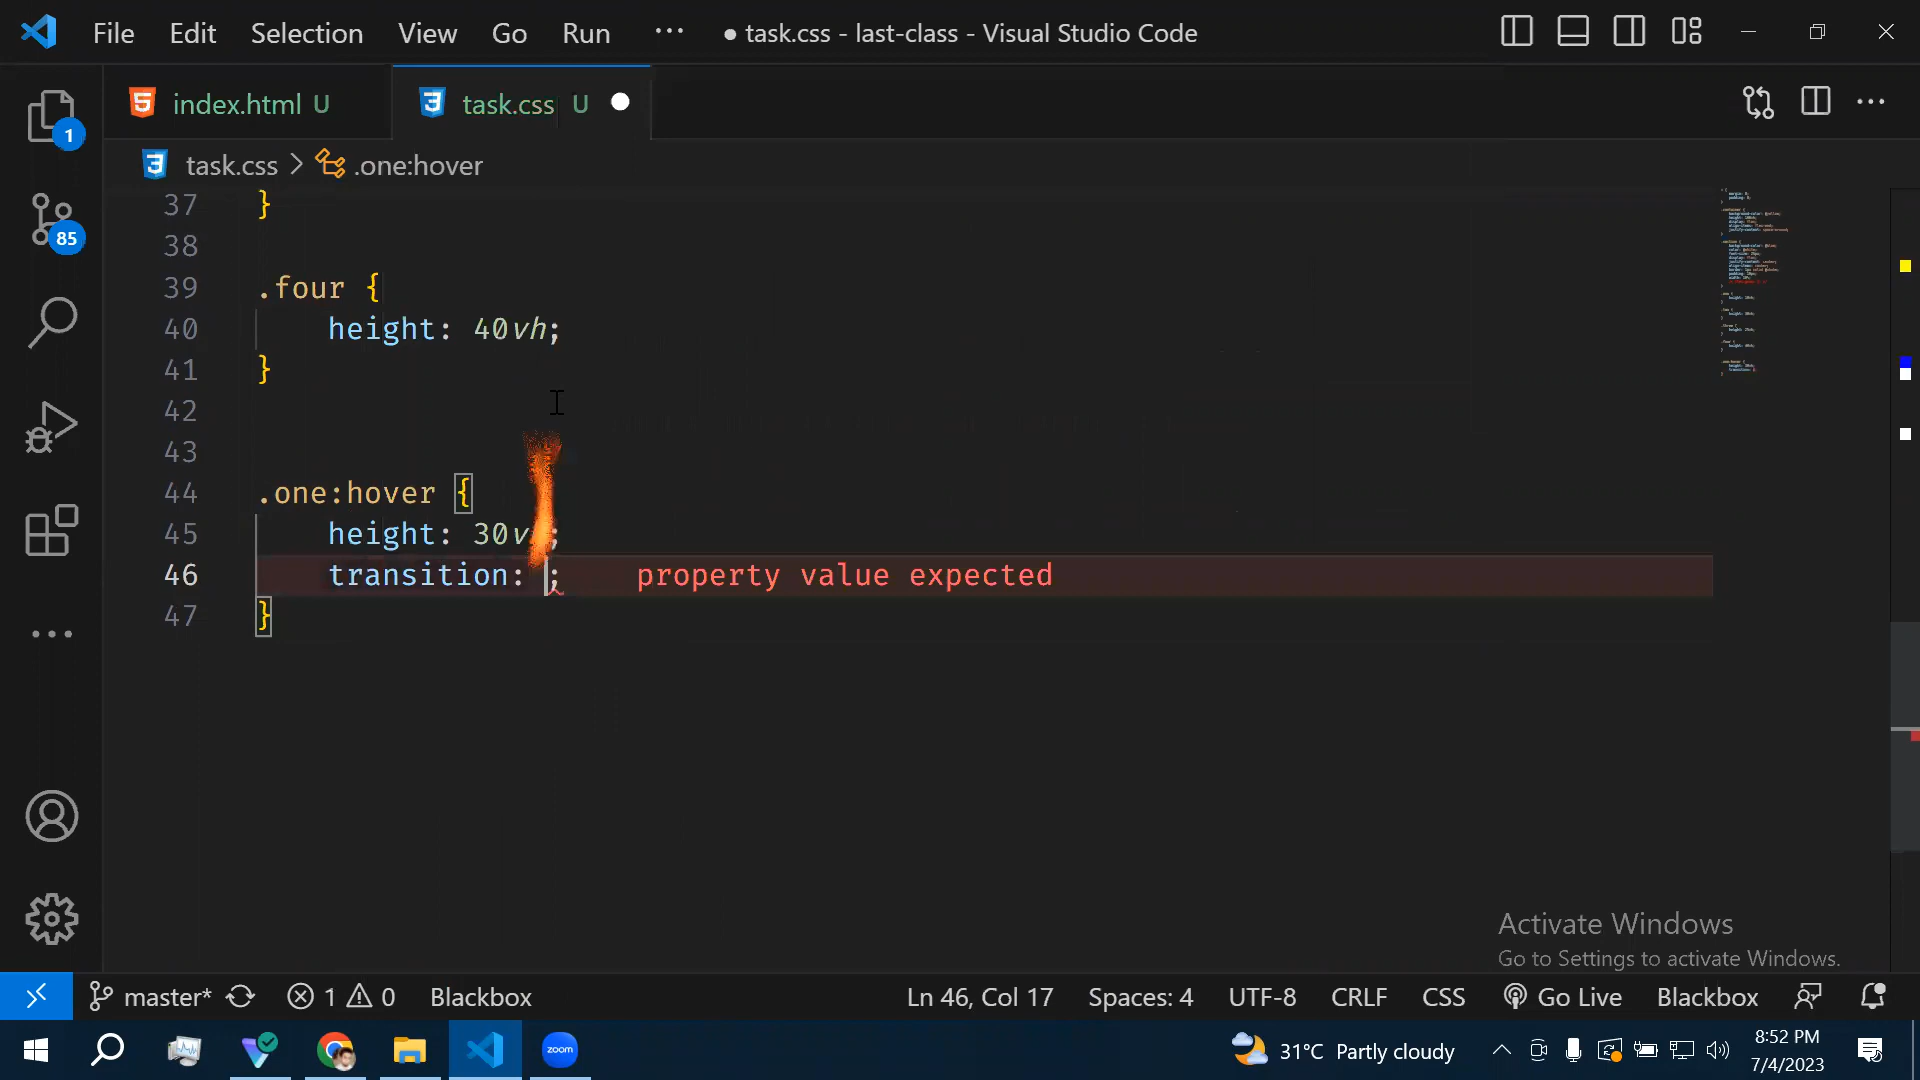 File Edit Selection View Go Run ··· ● task.css - last-class - Visual Studio Code
index.html U task.css U
task.css > .one:hover
37 }
38
39 .four {
40 height: 40vh;
41 }
42
43
44 .one:hover {
45 height: 30v ;
46 transition: ; property value expected
47 }
1
85
Activate Windows
Go to Settings to activate Windows.
master* 1 0 Blackbox Ln 46, Col 17 Spaces: 4 UTF-8 CRLF CSS Go Live Blackbox
zoom 31°C Partly cloudy 8:52 PM
7/4/2023